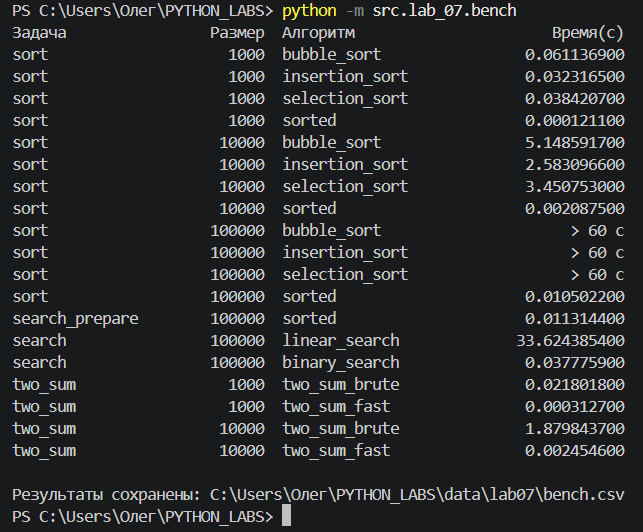 PS C:\Users\Олег\PYTHON_LABS> python -m src.lab_07.bench
Задача Размер Алгоритм Время(с)
sort 1000 bubble_sort 0.061136900
sort 1000 insertion_sort 0.032316500
sort 1000 selection_sort 0.038420700
sort 1000 sorted 0.000121100
sort 10000 bubble_sort 5.148591700
sort 10000 insertion_sort 2.583096600
sort 10000 selection_sort 3.450753000
sort 10000 sorted 0.002087500
sort 100000 bubble_sort > 60 с
sort 100000 insertion_sort > 60 с
sort 100000 selection_sort > 60 с
sort 100000 sorted 0.010502200
search_prepare 100000 sorted 0.011314400
search 100000 linear_search 33.624385400
search 100000 binary_search 0.037775900
two_sum 1000 two_sum_brute 0.021801800
two_sum 1000 two_sum_fast 0.000312700
two_sum 10000 two_sum_brute 1.879843700
two_sum 10000 two_sum_fast 0.002454600
Результаты сохранены: C:\Users\Олег\PYTHON_LABS\data\lab07\bench.csv
PS C:\Users\Олег\PYTHON_LABS>